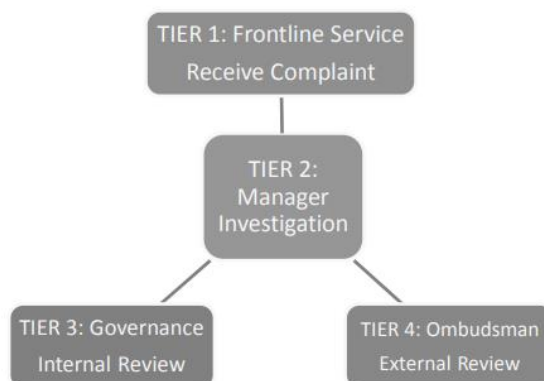 TIER 1: Frontline Service
Receive Complaint
TIER 2:
Manager
Investigation
TIER 3: Governance
Internal Review
TIER 4: Ombudsman
External Review